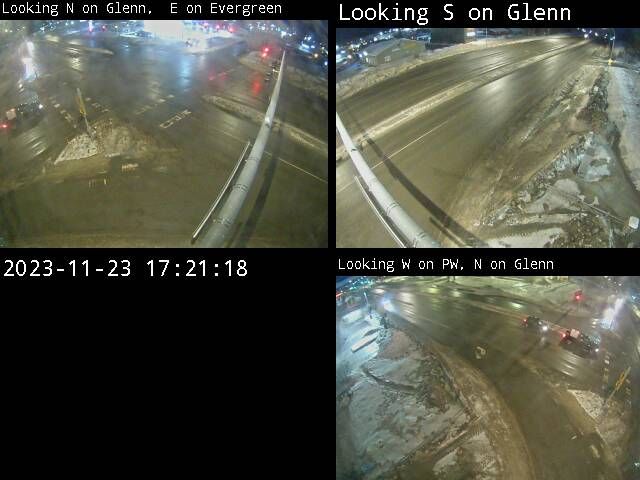 Looking N on Glenn,  E on Evergreen
Looking S on Glenn
2023-11-23 17:21:18
Looking W on PW, N on Glenn